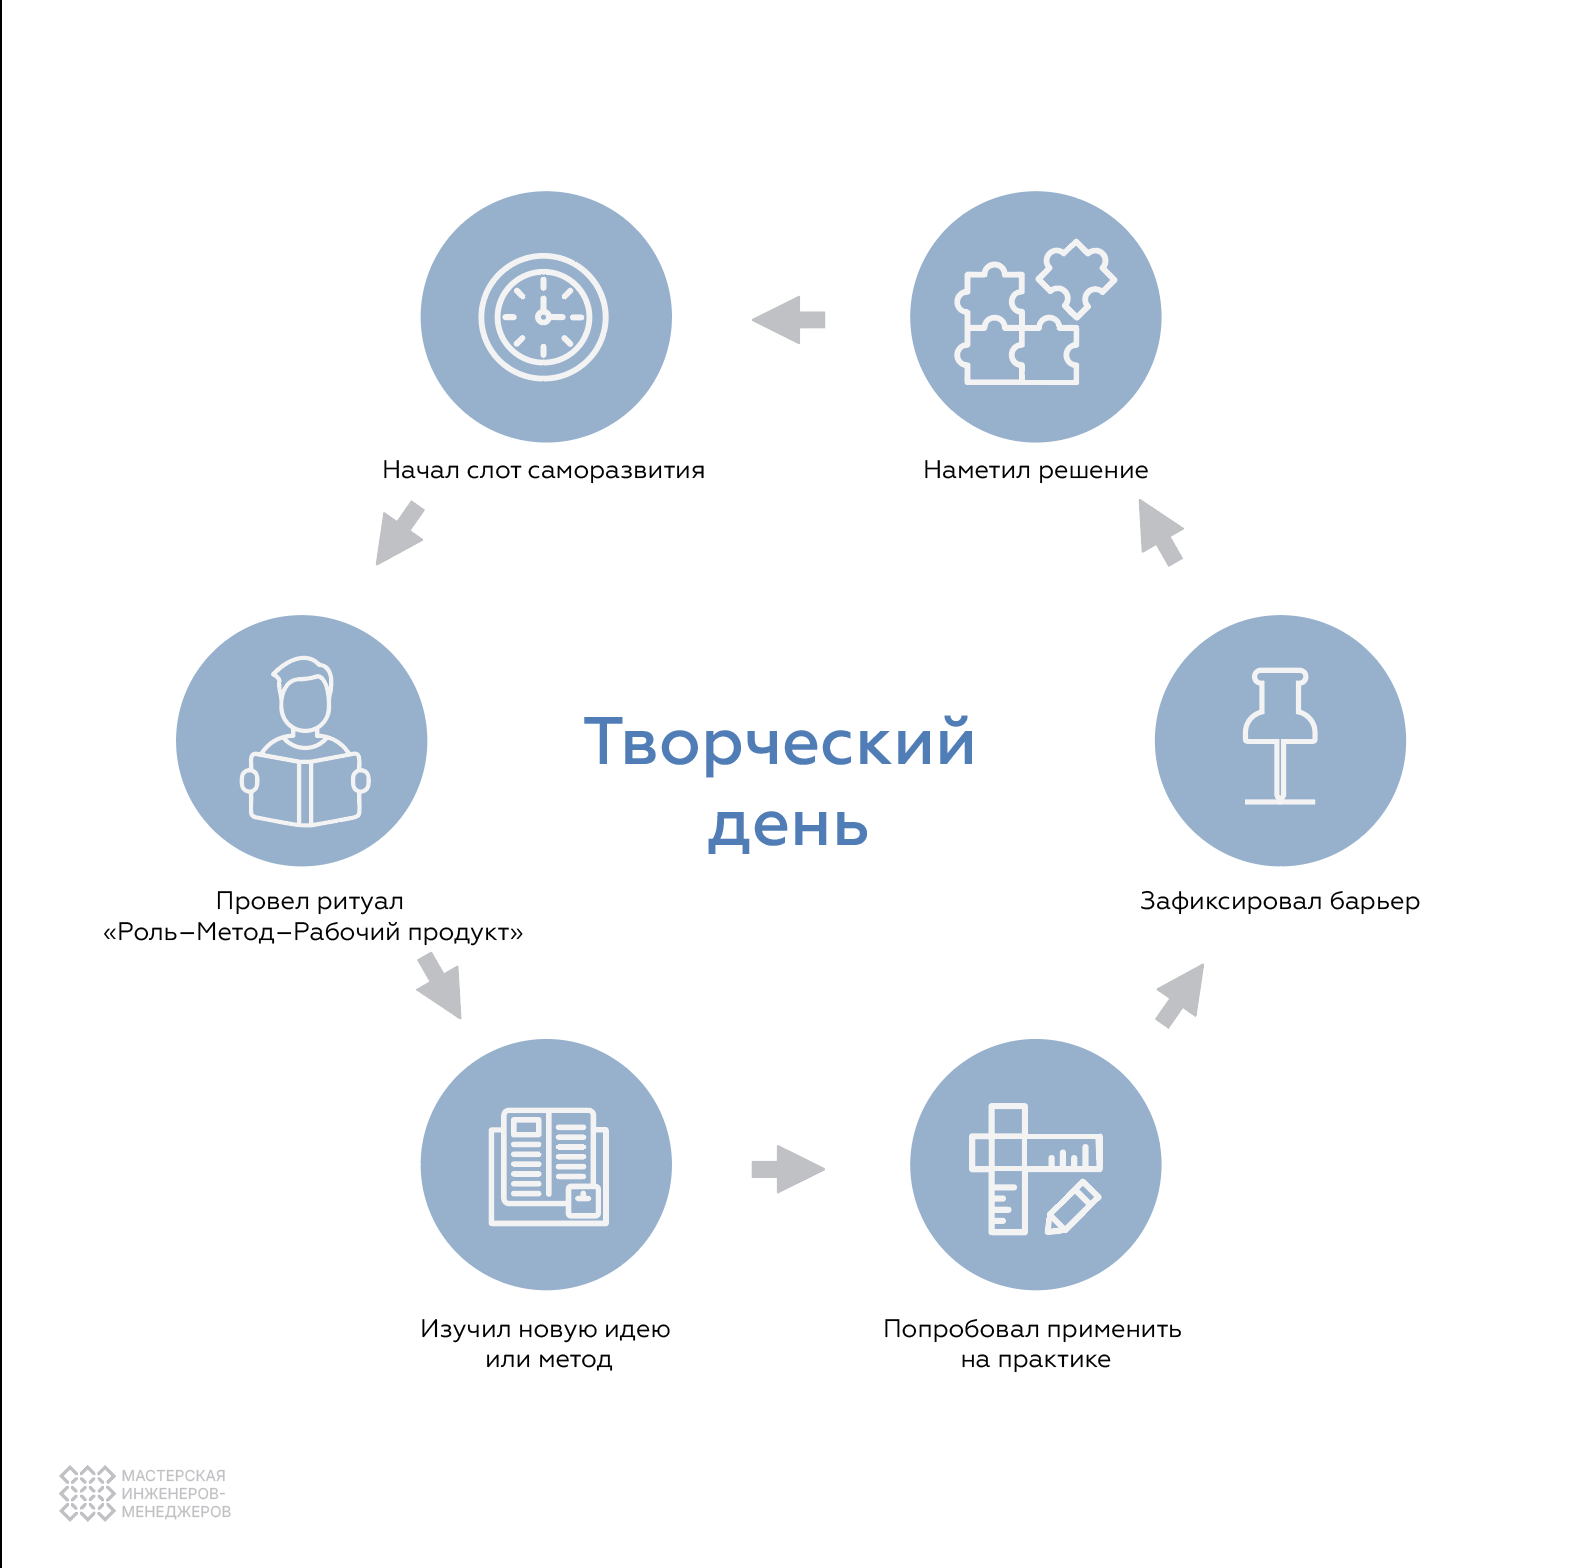 Начал слот саморазвития
Наметил решение
Творческий
день
Провел ритуал
«Роль–Метод–Рабочий продукт»
Зафиксировал барьер
Изучил новую идею
или метод
Попробовал применить
на практике
МАСТЕРСКАЯ
ИНЖЕНЕРОВ-
МЕНЕДЖЕРОВ